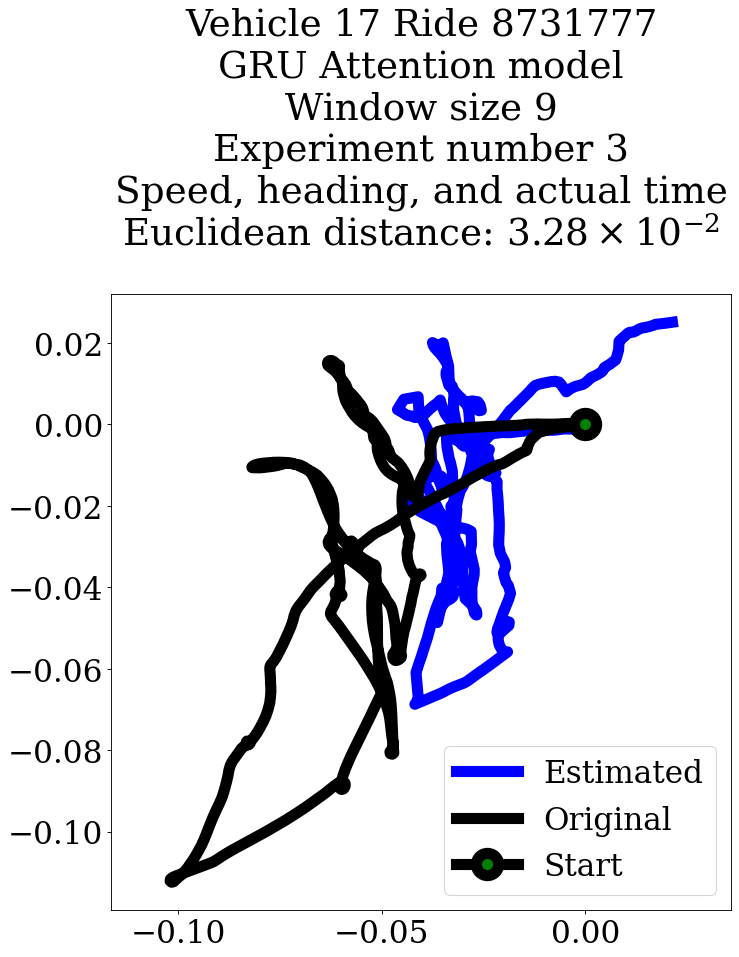 Vehicle 17 Ride 8731777
GRU Attention model
Window size 9
Experiment number 3
Speed, heading, and actual time
Euclidean distance: 3.28 × 10⁻²
0.02
0.00
−0.02
−0.04
−0.06
−0.08
−0.10
Estimated
Original
Start
−0.10 −0.05 0.00